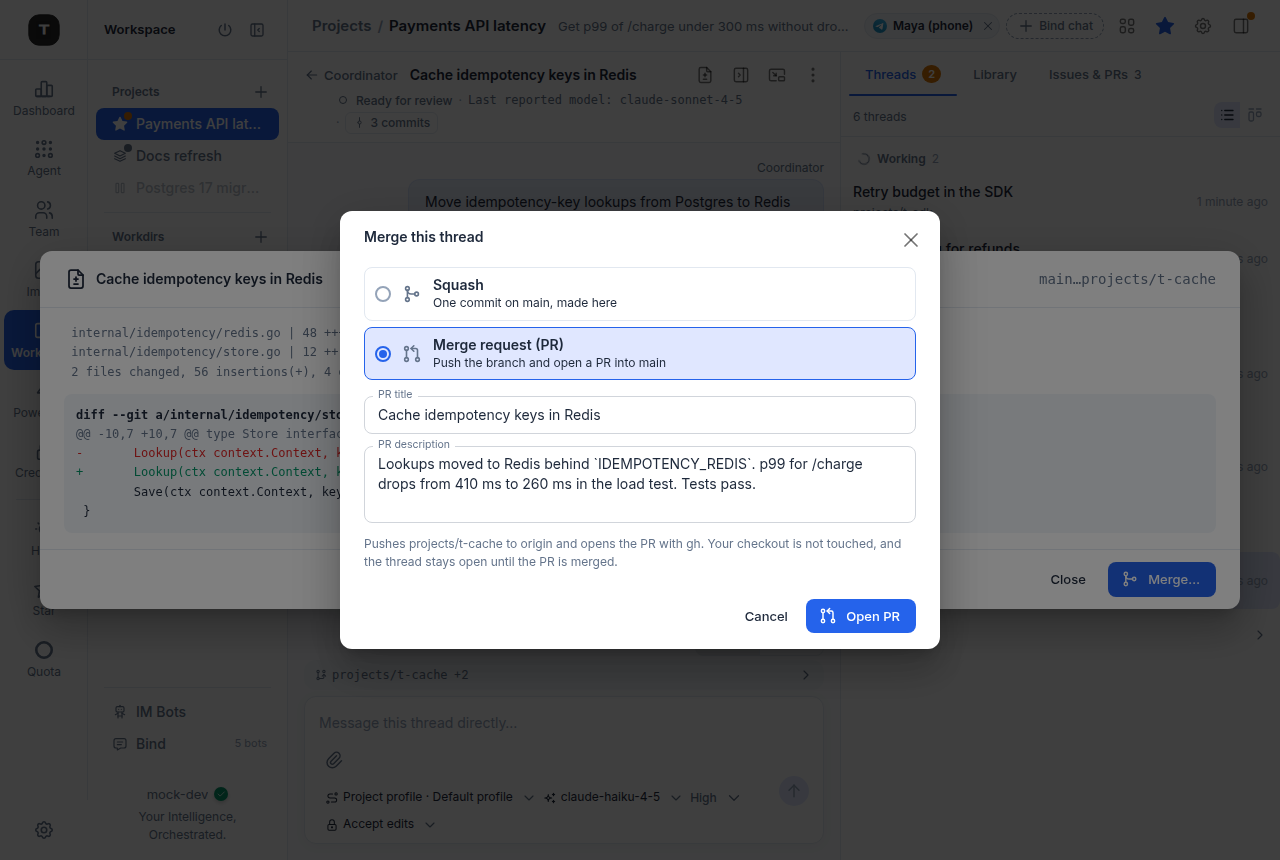 Workspace
Projects / Payments API latency
Get p99 of /charge under 300 ms without dro...
Maya (phone)
Bind chat
Dashboard
Agent
Team
Quota
Projects
Payments API lat...
Docs refresh
Postgres 17 migr...
Workdirs
Coordinator
Cache idempotency keys in Redis
Ready for review · Last reported model: claude-sonnet-4-5
3 commits
Coordinator
Move idempotency-key lookups from Postgres to Redis
Threads 2
Library
Issues & PRs 3
6 threads
Working 2
Retry budget in the SDK
1 minute ago
for refunds
Cache idempotency keys in Redis
main…projects/t-cache
internal/idempotency/redis.go | 48 ++
internal/idempotency/store.go | 12 ++
2 files changed, 56 insertions(+), 4
diff --git a/internal/idempotency/sto
@@ -10,7 +10,7 @@ type Store interfac
- Lookup(ctx context.Context, k
+ Lookup(ctx context.Context, k
Save(ctx context.Context, key
}
Close
Merge...
Merge this thread
Squash
One commit on main, made here
Merge request (PR)
Push the branch and open a PR into main
PR title
Cache idempotency keys in Redis
PR description
Lookups moved to Redis behind `IDEMPOTENCY_REDIS`. p99 for /charge
drops from 410 ms to 260 ms in the load test. Tests pass.
Pushes projects/t-cache to origin and opens the PR with gh. Your checkout is not touched, and
the thread stays open until the PR is merged.
Cancel
Open PR
projects/t-cache +2
Message this thread directly...
Project profile · Default profile
claude-haiku-4-5
High
Accept edits
IM Bots
Bind
5 bots
mock-dev
Your Intelligence,
Orchestrated.